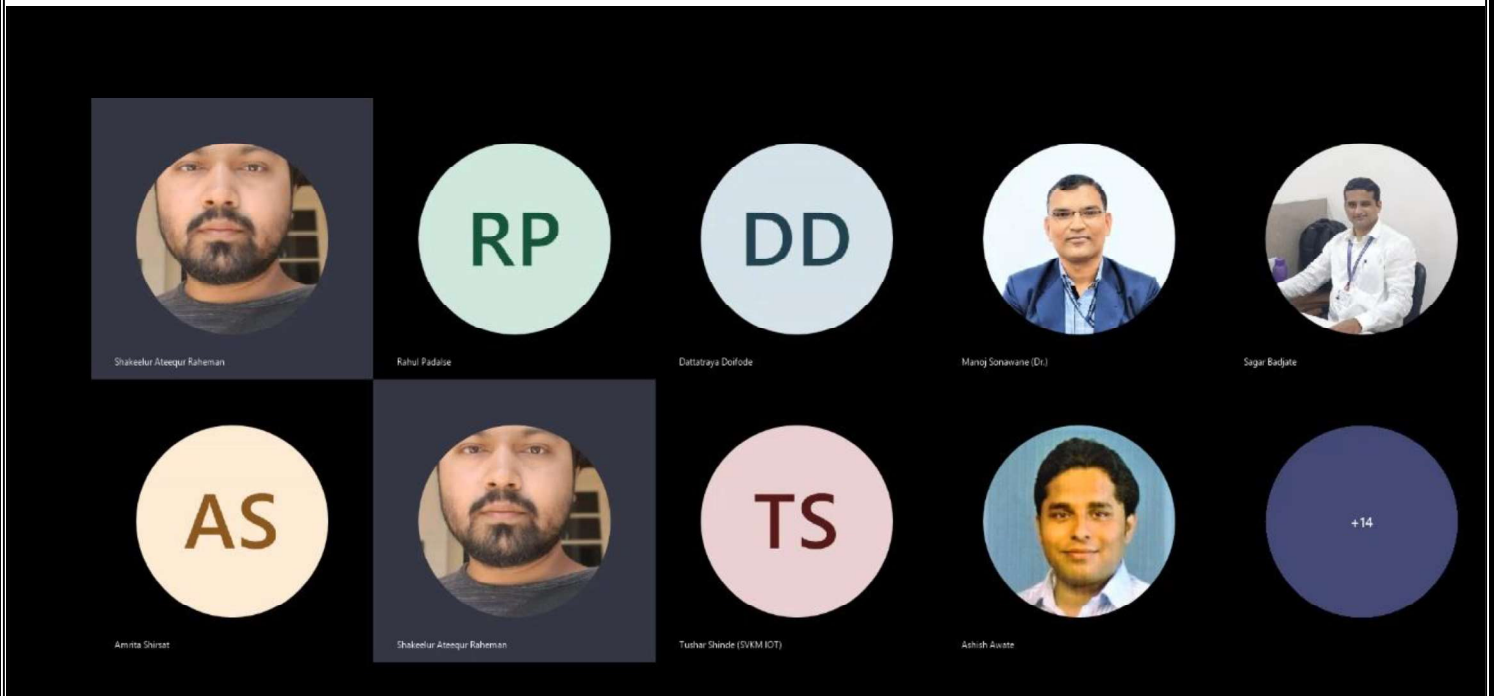 RP
DD
Shakeelur Ateequr Raheman
Rahul Padalse
Dattatraya Doifode
Manoj Sonawane (Dr.)
Sagar Badjate
AS
TS
+14
Amrita Shirsat
Shakeelur Ateequr Raheman
Tushar Shinde (SVKM IOT)
Ashish Awate